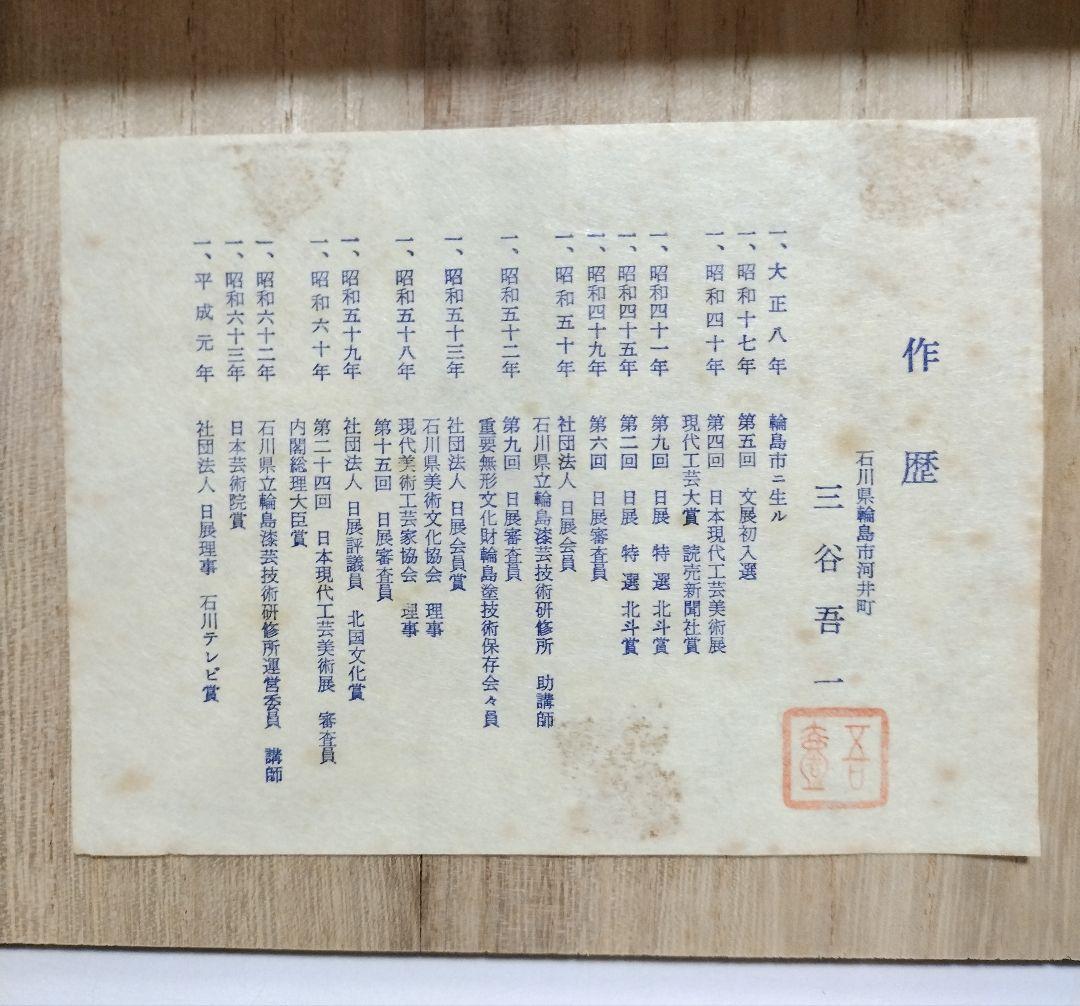 作歴
石川県輪島市河井町
三谷吾一
吾壹
一、大正八年 輪島市ニ生ル
一、昭和十七年 第五回 文展初入選
一、昭和四十年 第四回 日本現代工芸美術展
現代工芸大賞 読売新聞社賞
一、昭和四十一年 第九回 日展 特選 北斗賞
一、昭和四十五年 第二回 日展 特選 北斗賞
一、昭和四十九年 第六回 日展審査員
一、昭和五十年 社団法人 日展会員
石川県立輪島漆芸技術研修所 助講師
一、昭和五十二年 第九回 日展審査員
重要無形文化財輪島塗技術保存会々員
一、昭和五十三年 社団法人 日展会員賞
石川県美術文化協会 理事
一、昭和五十八年 現代美術工芸家協会 理事
第十五回 日展審査員
一、昭和五十九年 社団法人 日展評議員 北国文化賞
一、昭和六十年 第二十四回 日本現代工芸美術展 審査員
内閣総理大臣賞
一、昭和六十二年 石川県立輪島漆芸技術研修所運営委員 講師
一、昭和六十三年 日本芸術院賞
一、平成元年 社団法人 日展理事 石川テレビ賞